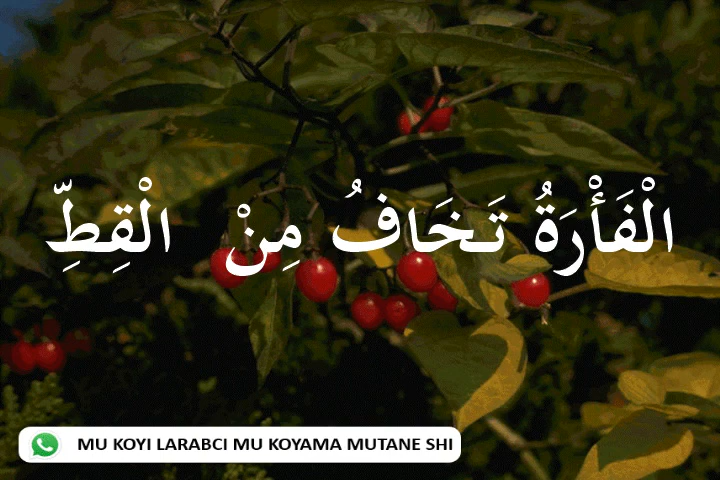 الْفَأْرَةُ تَخَافُ مِنْ الْقِطِّ
MU KOYI LARABCI MU KOYAMA MUTANE SHI